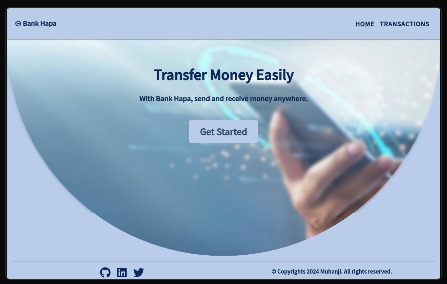 Bank Hapa
HOME TRANSACTIONS
Transfer Money Easily
With Bank Hapa, send and receive money anywhere.
Get Started
© Copyrights 2024 Muhanji. All rights reserved.